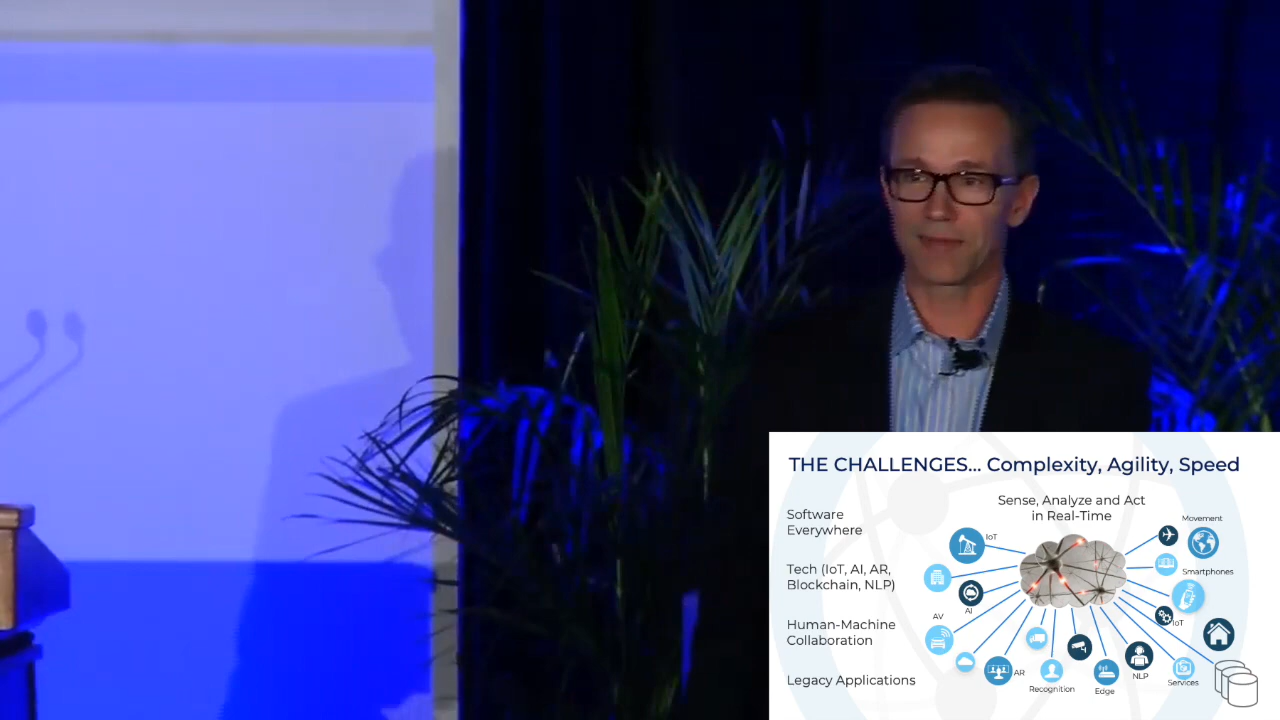 THE CHALLENGES... Complexity, Agility, Speed
Sense, Analyze and Act
in Real-Time
Software
Everywhere
Tech (IoT, AI, AR,
Blockchain, NLP)
Human-Machine
Collaboration
Legacy Applications
IoT
AI
AV
AR
Recognition
Edge
NLP
Services
IoT
Smartphones
Movement